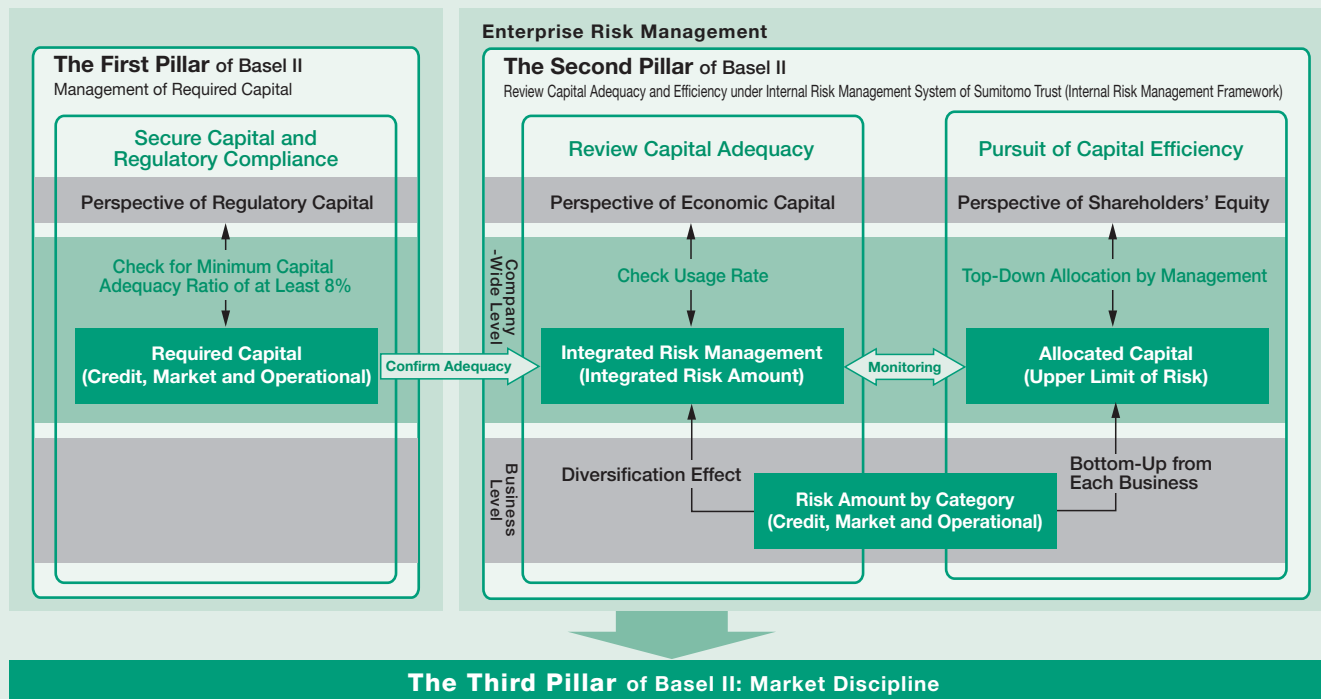 The First Pillar of Basel II
Management of Required Capital
Secure Capital and
Regulatory Compliance
Perspective of Regulatory Capital
Check for Minimum Capital
Adequacy Ratio of at Least 8%
Required Capital
(Credit, Market and Operational)
Confirm Adequacy
Enterprise Risk Management
The Second Pillar of Basel II
Review Capital Adequacy and Efficiency under Internal Risk Management System of Sumitomo Trust (Internal Risk Management Framework)
Review Capital Adequacy
Perspective of Economic Capital
Company
-Wide Level
Check Usage Rate
Integrated Risk Management
(Integrated Risk Amount)
Monitoring
Pursuit of Capital Efficiency
Perspective of Shareholders’ Equity
Top-Down Allocation by Management
Allocated Capital
(Upper Limit of Risk)
Business
Level
Diversification Effect
Risk Amount by Category
(Credit, Market and Operational)
Bottom-Up from
Each Business
The Third Pillar of Basel II: Market Discipline